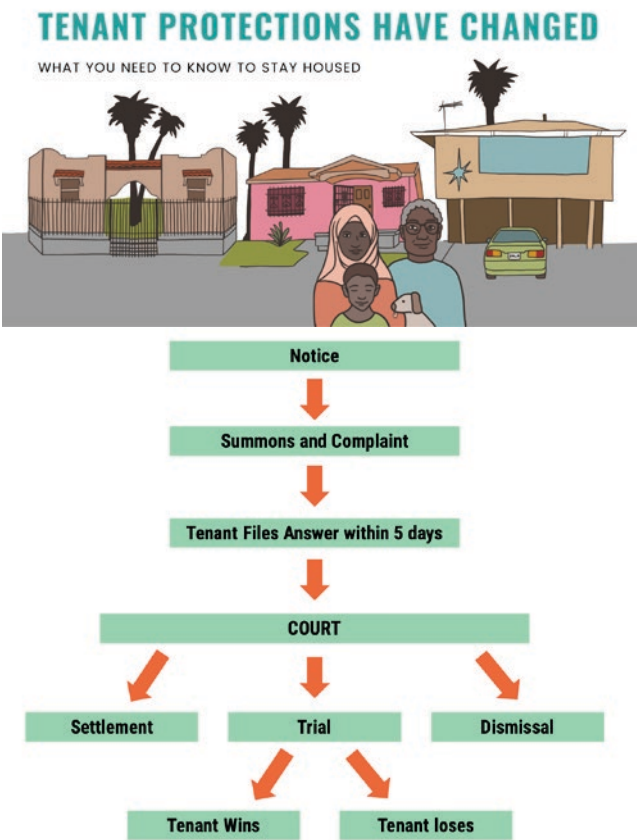 TENANT PROTECTIONS HAVE CHANGED
WHAT YOU NEED TO KNOW TO STAY HOUSED
Notice
Summons and Complaint
Tenant Files Answer within 5 days
COURT
Settlement
Trial
Dismissal
Tenant Wins
Tenant loses